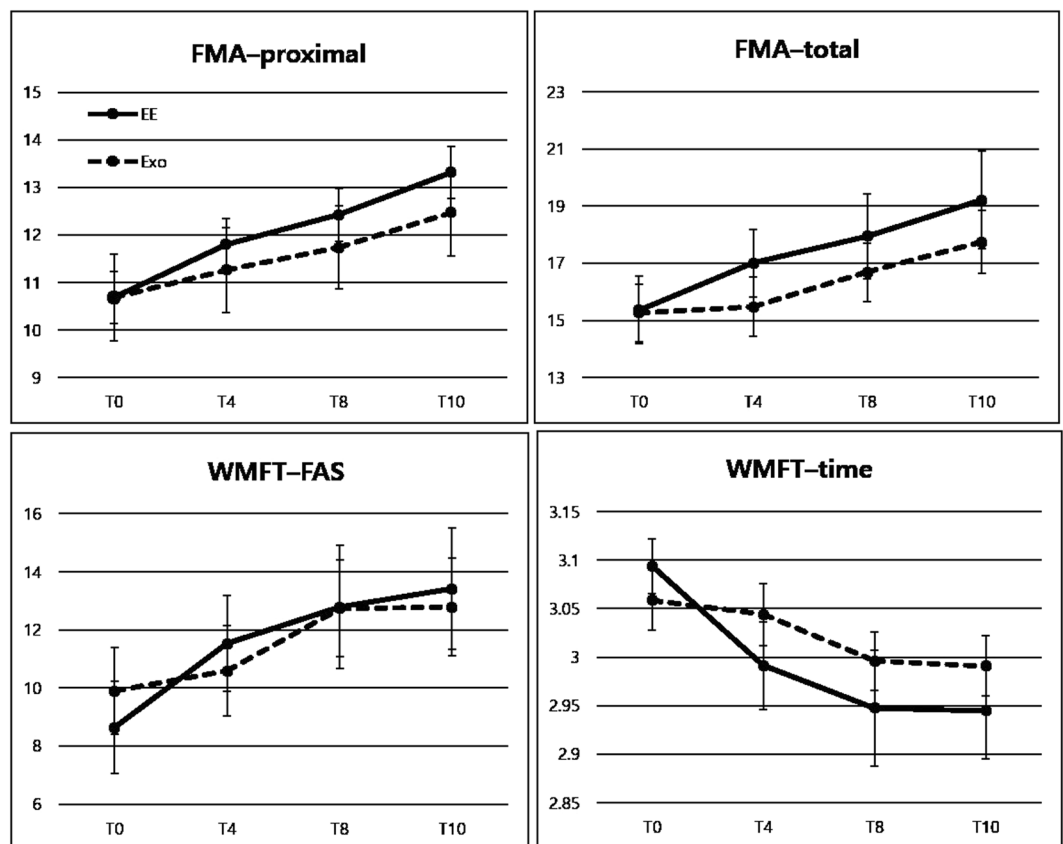 FMA–proximal
15
14
13
12
11
10
9
EE
Exo
T0 T4 T8 T10
FMA–total
23
21
19
17
15
13
T0 T4 T8 T10
WMFT–FAS
16
14
12
10
8
6
T0 T4 T8 T10
WMFT–time
3.15
3.1
3.05
3
2.95
2.9
2.85
T0 T4 T8 T10